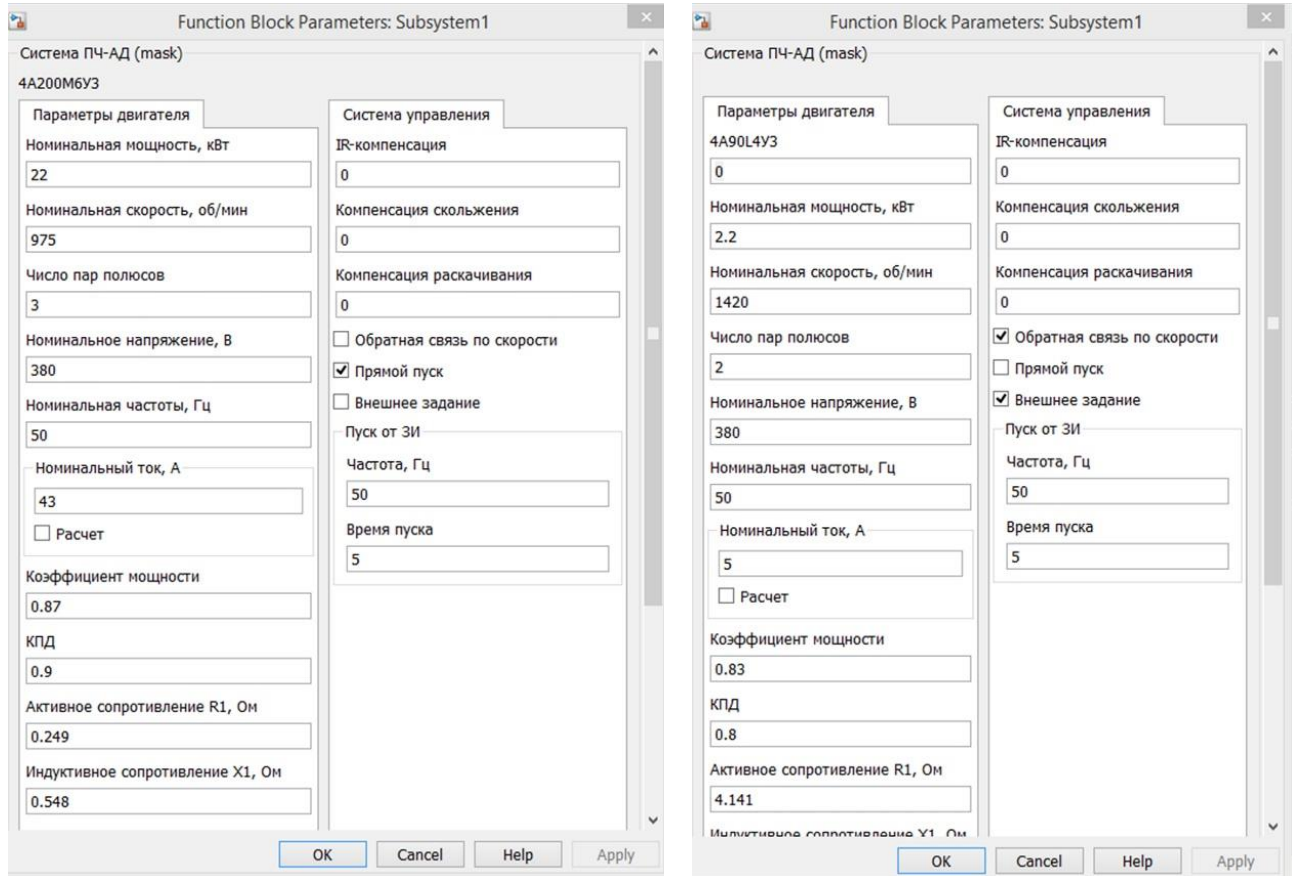 Function Block Parameters: Subsystem1
Система ПЧ-АД (mask)
4А200М6У3
Параметры двигателя
Номинальная мощность, кВт
22
Номинальная скорость, об/мин
975
Число пар полюсов
3
Номинальное напряжение, В
380
Номинальная частоты, Гц
50
Номинальный ток, А
43
Расчет
Коэффициент мощности
0.87
КПД
0.9
Активное сопротивление R1, Ом
0.249
Индуктивное сопротивление X1, Ом
0.548
Система управления
IR-компенсация
0
Компенсация скольжения
0
Компенсация раскачивания
0
Обратная связь по скорости
Прямой пуск
Внешнее задание
Пуск от ЗИ
Частота, Гц
50
Время пуска
5
OK
Cancel
Help
Apply
Function Block Parameters: Subsystem1
Система ПЧ-АД (mask)
Параметры двигателя
4А90L4У3
0
Номинальная мощность, кВт
2.2
Номинальная скорость, об/мин
1420
Число пар полюсов
2
Номинальное напряжение, В
380
Номинальная частоты, Гц
50
Номинальный ток, А
5
Расчет
Коэффициент мощности
0.83
КПД
0.8
Активное сопротивление R1, Ом
4.141
Индуктивное сопротивление X1, Ом
Система управления
IR-компенсация
0
Компенсация скольжения
0
Компенсация раскачивания
0
Обратная связь по скорости
Прямой пуск
Внешнее задание
Пуск от ЗИ
Частота, Гц
50
Время пуска
5
OK
Cancel
Help
Apply